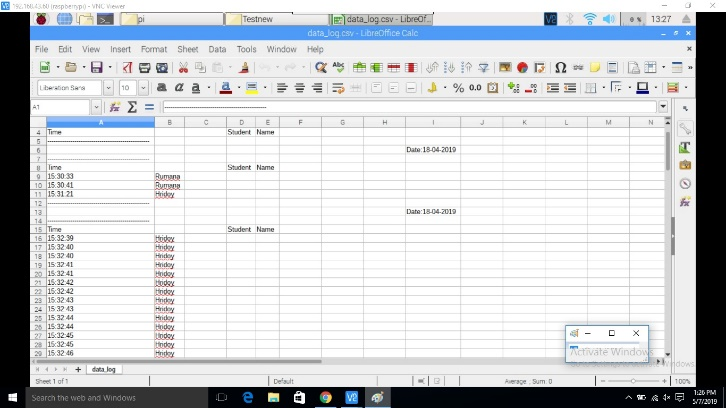 192.168.43.60 (raspberrypi) - VNC Viewer
pi Testnew data_log.csv - LibreOf... 0 % 13:27
data_log.csv - LibreOffice Calc
File Edit View Insert Format Sheet Data Tools Window Help
Liberation Sans 10
A1
A B C D E F G H I J K L M N
4 Time Student Name
5 --------------------------------------------------
6 Date:18-04-2019
7 --------------------------------------------------
8 Time Student Name
9 15:30:33 Rumana
10 15:30:41 Rumana
11 15:31:21 Hridoy
12 --------------------------------------------------
13 Date:18-04-2019
14 --------------------------------------------------
15 Time Student Name
16 15:32:39 Hridoy
17 15:32:40 Hridoy
18 15:32:40 Hridoy
19 15:32:41 Hridoy
20 15:32:41 Hridoy
21 15:32:42 Hridoy
22 15:32:42 Hridoy
23 15:32:43 Hridoy
24 15:32:43 Hridoy
25 15:32:44 Hridoy
26 15:32:44 Hridoy
27 15:32:45 Hridoy
28 15:32:45 Hridoy
29 15:32:46 Hridoy
Activate Windows
data_log
Sheet 1 of 1 Default Average: ; Sum: 0 100%
Search the web and Windows
1:26 PM
5/7/2019